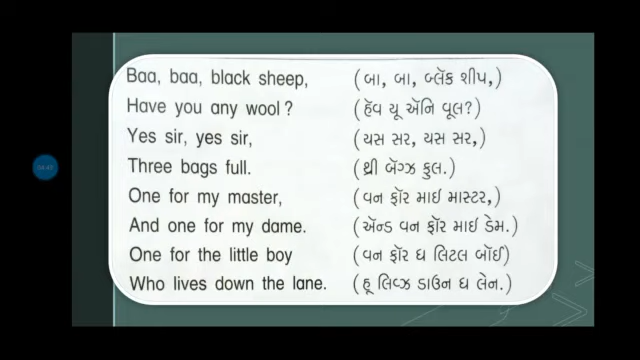 Baa, baa, black sheep, (બા, બા, બ્લૅક શીપ,)
Have you any wool? (હૅવ યૂ ઍનિ વૂલ?)
Yes sir, yes sir, (યસ સર, યસ સર,)
Three bags full. (થ્રી બૅગ્ઝ ફુલ.)
One for my master, (વન ફૉર માઈ માસ્ટર,)
And one for my dame. (ઍન્ડ વન ફૉર માઈ ડેમ.)
One for the little boy (વન ફૉર ધ લિટલ બૉઈ)
Who lives down the lane. (હૂ લિવ્ઝ ડાઉન ધ લેન.)